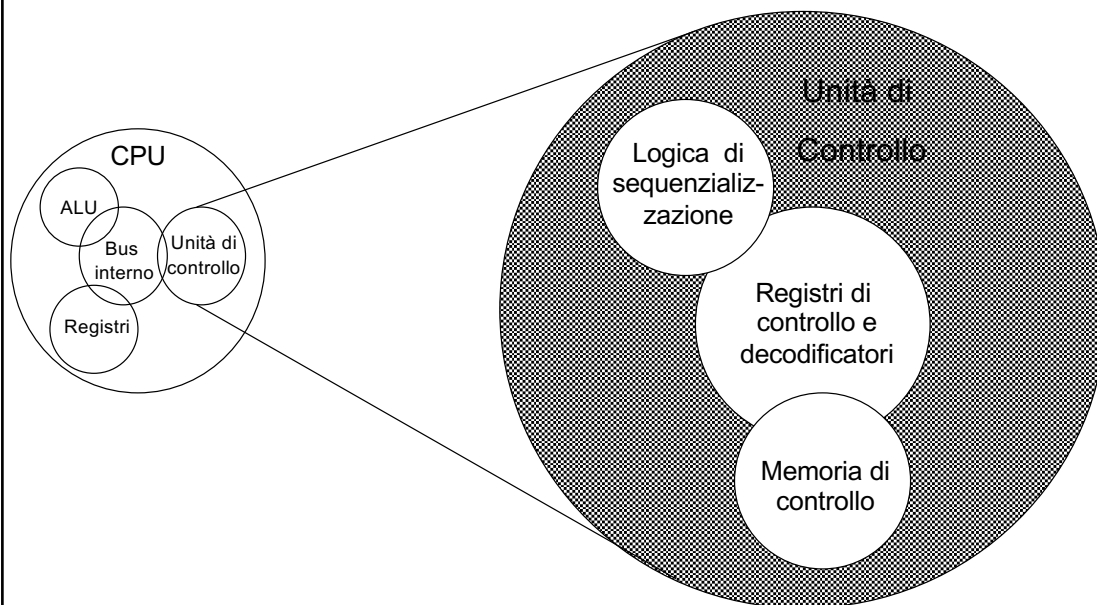 CPU
ALU
Bus
interno
Unità di
controllo
Registri
Unità di
Controllo
Logica di
sequenzializ-
zazione
Registri di
controllo e
decodificatori
Memoria di
controllo